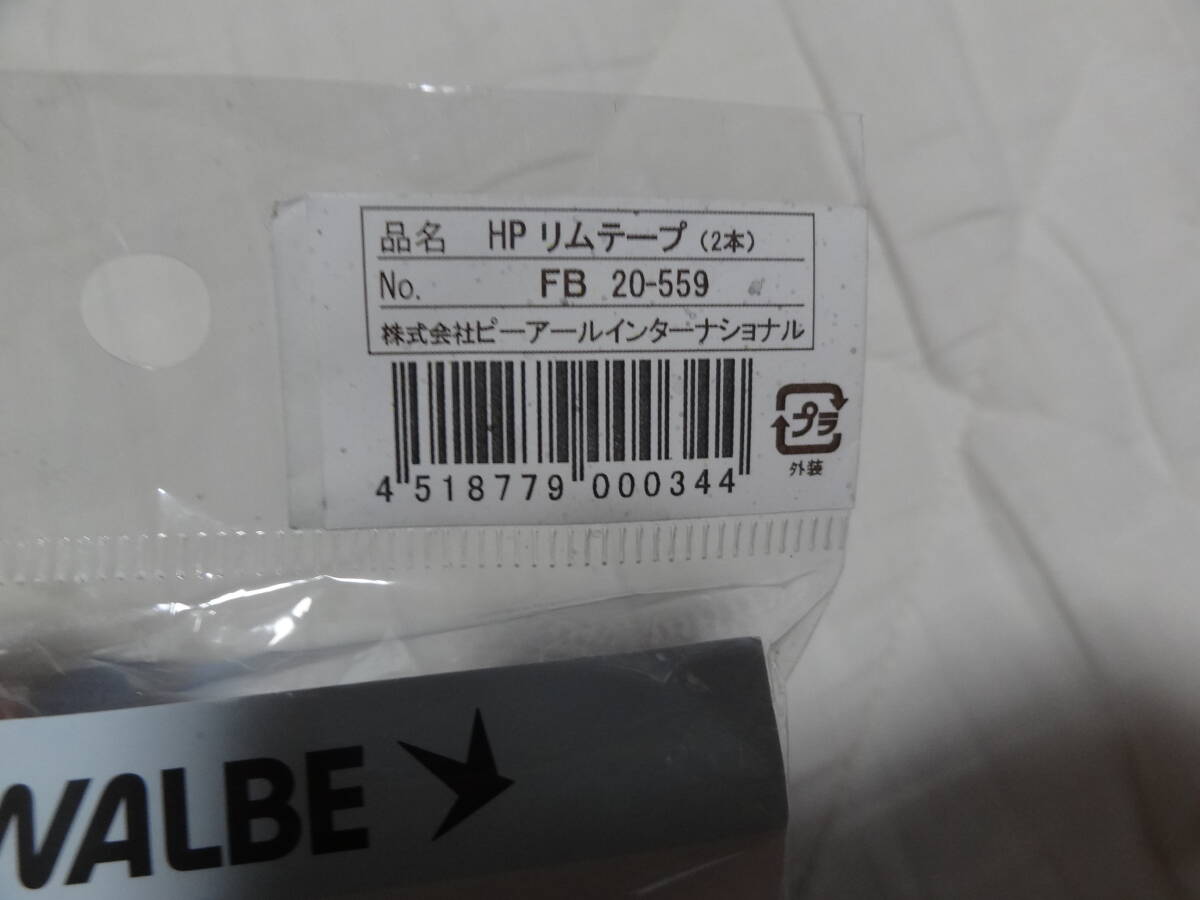 品名 HP リムテープ (2本)
No. FB 20-559
株式会社ピーアールインターナショナル
4 518779 000344
プラ
外装
WALBE